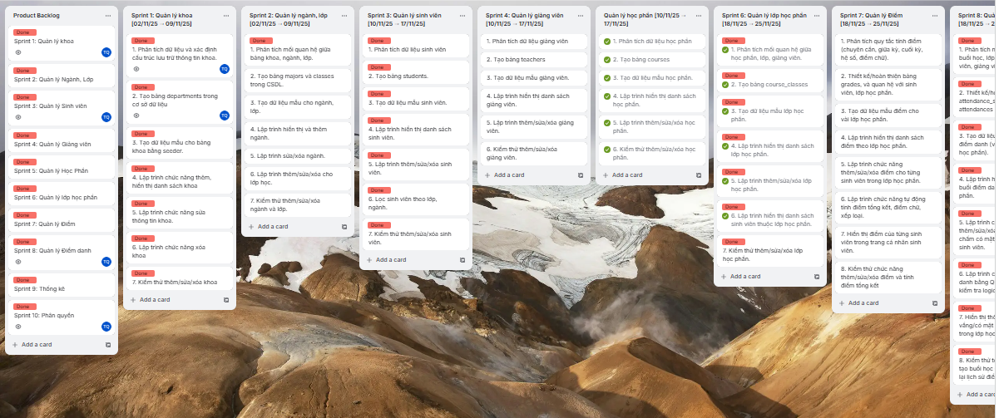 Product Backlog
Done
Sprint 1: Quản lý khoa
TQ
Done
Sprint 2: Quản lý Ngành, Lớp
Done
Sprint 3: Quản lý Sinh viên
TQ
Done
Sprint 4: Quản lý Giảng viên
Done
Sprint 5: Quản lý Học Phần
Done
Sprint 6: Quản lý lớp học phần
Done
Sprint 7: Quản lý Điểm
Done
Sprint 8: Quản lý Điểm danh
TQ
Done
Sprint 9: Thống kê
Done
Sprint 10: Phân quyền
TQ
Add a card
Sprint 1: Quản lý khoa
[02/11/25 → 09/11/25]
Done
1. Phân tích dữ liệu và xác định
cấu trúc lưu trữ thông tin khoa.
TQ
Done
2. Tạo bảng departments trong
cơ sở dữ liệu
TQ
Done
3. Tạo dữ liệu mẫu cho bảng
khoa bằng seeder.
Done
4. Lập trình chức năng thêm,
hiển thị danh sách khoa
Done
5. Lập trình chức năng sửa
thông tin khoa.
Done
6. Lập trình chức năng xóa
khoa
Done
7. Kiểm thử thêm/sửa/xóa khoa
Add a card
Sprint 2: Quản lý ngành, lớp
[02/11/25 → 09/11/25]
Done
1. Phân tích mối quan hệ giữa
bảng khoa, ngành, lớp.
2. Tạo bảng majors và classes
trong CSDL.
3. Tạo dữ liệu mẫu cho ngành,
lớp.
4. Lập trình hiển thị và thêm
ngành.
5. Lập trình sửa/xóa ngành.
6. Lập trình thêm/sửa/xóa cho
lớp học.
7. Kiểm thử thêm/sửa/xóa
ngành và lớp.
Add a card
Sprint 3: Quản lý sinh viên
[10/11/25 → 17/11/25]
Done
1. Phân tích dữ liệu sinh viên
Done
2. Tạo bảng students.
Done
3. Tạo dữ liệu mẫu sinh viên.
Done
4. Lập trình hiển thị danh sách
sinh viên.
Done
5. Lập trình thêm/sửa/xóa sinh
viên.
Done
6. Lọc sinh viên theo lớp,
ngành.
Done
7. Kiểm thử thêm/sửa/xóa sinh
viên.
Add a card
Sprint 4: Quản lý giảng viên
[10/11/25 → 17/11/25]
1. Phân tích dữ liệu giảng viên
2. Tạo bảng teachers
3. Tạo dữ liệu mẫu giảng viên.
4. Lập trình hiển thị danh sách
giảng viên.
5. Lập trình thêm/sửa/xóa giảng
viên.
6. Kiểm thử thêm/sửa/xóa
giảng viên.
Add a card
Quản lý học phần [10/11/25 →
17/11/25]
1. Phân tích dữ liệu học phần
2. Tạo bảng courses
3. Tạo dữ liệu mẫu học phần.
4. Lập trình hiển thị danh sách
học phần.
5. Lập trình thêm/sửa/xóa học
phần.
6. Kiểm thử thêm/sửa/xóa học
phần.
Add a card
Sprint 6: Quản lý lớp học phần
[18/11/25 → 25/11/25]
Done
1. Phân tích mối quan hệ giữa
học phần, lớp, giảng viên.
Done
2. Tạo bảng course_classes
Done
3. Tạo dữ liệu mẫu lớp học
phần.
Done
4. Lập trình hiển thị danh sách
lớp học phần.
Done
5. Lập trình thêm/sửa/xóa lớp
học phần.
Done
6. Lập trình hiển thị danh sách
sinh viên thuộc lớp học phần.
Done
7. Kiểm thử thêm/sửa/xóa lớp
học phần.
Add a card
Sprint 7: Quản lý Điểm
[18/11/25 → 25/11/25]
1. Phân tích quy tắc tính điểm
(chuyên cần, giữa kỳ, cuối kỳ,
hệ số, điểm chữ).
2. Thiết kế/hoàn thiện bảng
grades, và quan hệ với sinh
viên, lớp học phần.
3. Tạo dữ liệu mẫu điểm cho
vài lớp học phần.
4. Lập trình hiển thị danh sách
điểm theo lớp học phần.
5. Lập trình chức năng
thêm/sửa/xóa điểm cho từng
sinh viên trong lớp học phần.
6. Lập trình chức năng tự động
tính điểm tổng kết, điểm chữ,
xếp loại.
7. Hiển thị điểm của từng sinh
viên trong trang cá nhân sinh
viên.
8. Kiểm thử chức năng
thêm/sửa/xóa điểm và tính
điểm tổng kết
Add a card
Sprint 8: Quả
[18/11/25 →
Done
1. Phân tích
buổi học, lớ
viên, giảng
Done
2. Thiết kế/h
attendance_s
attendances
Done
3. Tạo dữ liệ
danh (v
học phần).
Done
4. Lập trình h
buổi điểm da
phần.
Done
5. Lập trình
thêm/sửa/x
chấm có mặt
sinh viên.
Done
6. Lập trình c
danh bằng Q
kiểm tra logic
Done
7. Hiển thị
vắng/có mặt
trong lớp học
Done
8. Kiểm thử t
tạo buổi học
lại lịch sử điể
Add a car